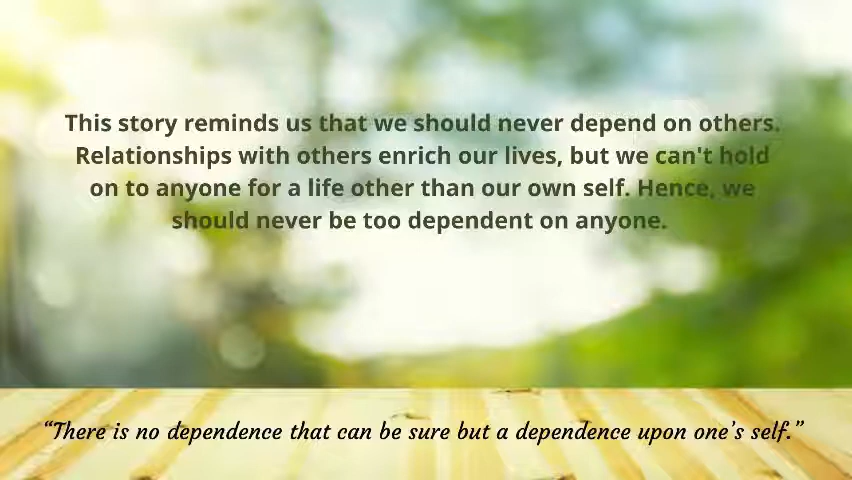 This story reminds us that we should never depend on others.
Relationships with others enrich our lives, but we can't hold
on to anyone for a life other than our own self. Hence, we
should never be too dependent on anyone.
“There is no dependence that can be sure but a dependence upon one’s self.”